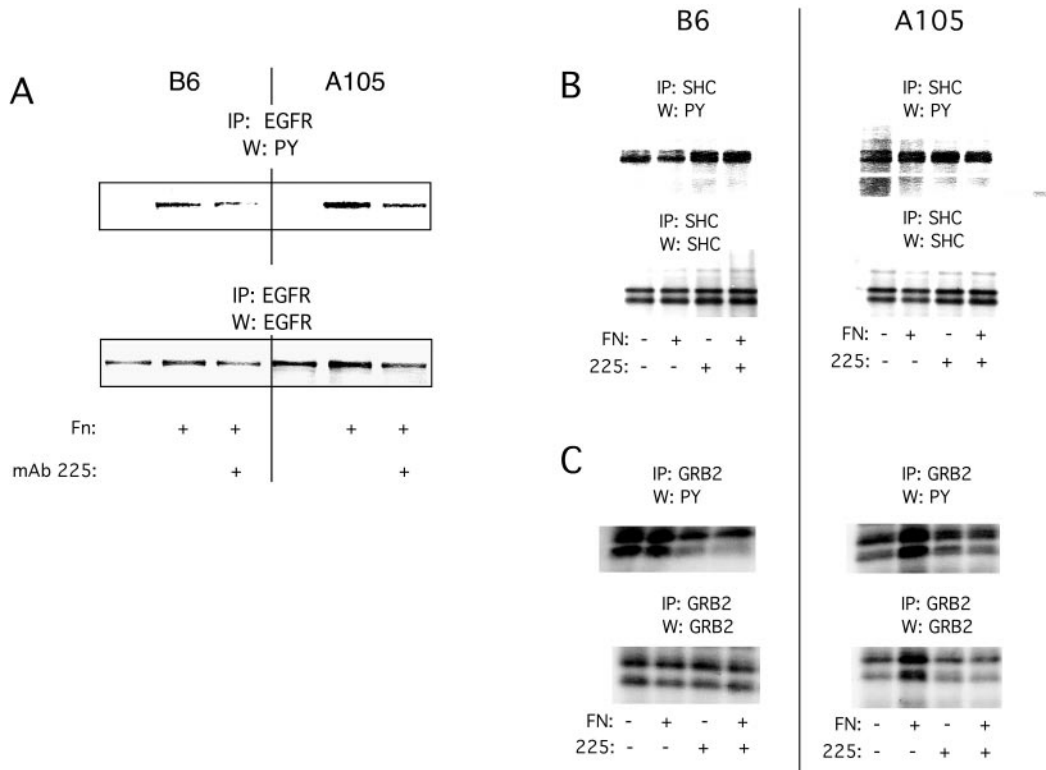 A
B6
A105
IP: EGFR
W: PY
IP: EGFR
W: EGFR
Fn: + + + +
mAb 225: + +
B6
A105
B
IP: SHC
W: PY
IP: SHC
W: PY
IP: SHC
W: SHC
IP: SHC
W: SHC
FN: - + - +
225: - - + +
- + - +
- - + +
C
IP: GRB2
W: PY
IP: GRB2
W: PY
IP: GRB2
W: GRB2
IP: GRB2
W: GRB2
FN: - + - +
225: - - + +
FN: - + - +
225: - - + +